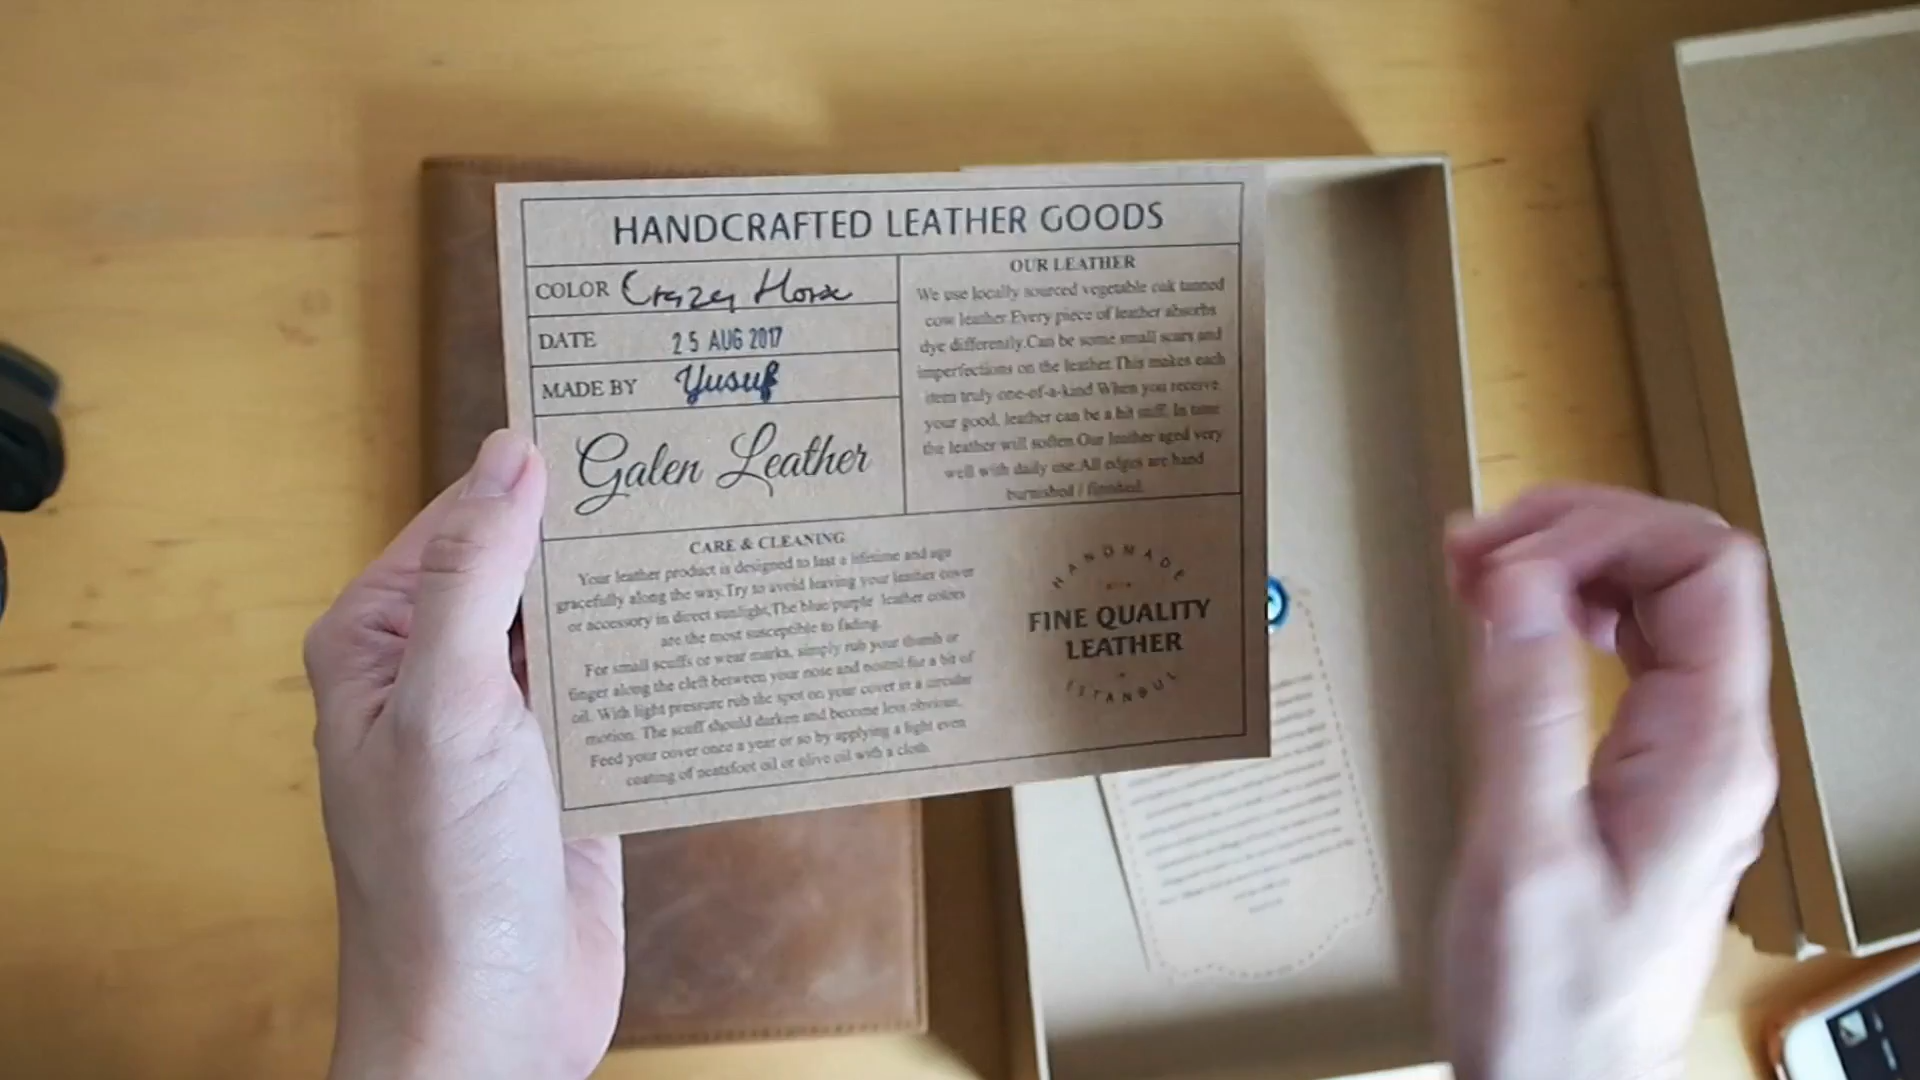 HANDCRAFTED LEATHER GOODS
COLOR Crazy Horse
DATE 25 AUG 2017
MADE BY Yusuf
Galen Leather
OUR LEATHER
We use locally sourced vegetable oak tanned
cow leather.Every piece of leather absorbs
dye differently.Can be some small scars and
imperfections on the leather.This makes each
item truly one-of-a-kind When you receive
your good, leather can be a bit stiff. In time
the leather will soften.Our leather aged very
well with daily use.All edges are hand
burnished / finished.
CARE & CLEANING
Your leather product is designed to last a lifetime and age
gracefully along the way.Try to avoid leaving your leather cover
or accessory in direct sunlight.The blue purple leather colors
are the most susceptible to fading.
For small scuffs or wear marks, simply rub your thumb or
finger along the cleft between your nose and nostril for a bit of
oil. With light pressure rub the spot on your cover in a circular
motion. The scuff should darken and become less obvious.
Feed your cover once a year or so by applying a light even
coating of neatsfoot oil or olive oil with a cloth.
HANDMADE
FINE QUALITY
LEATHER
ISTANBUL